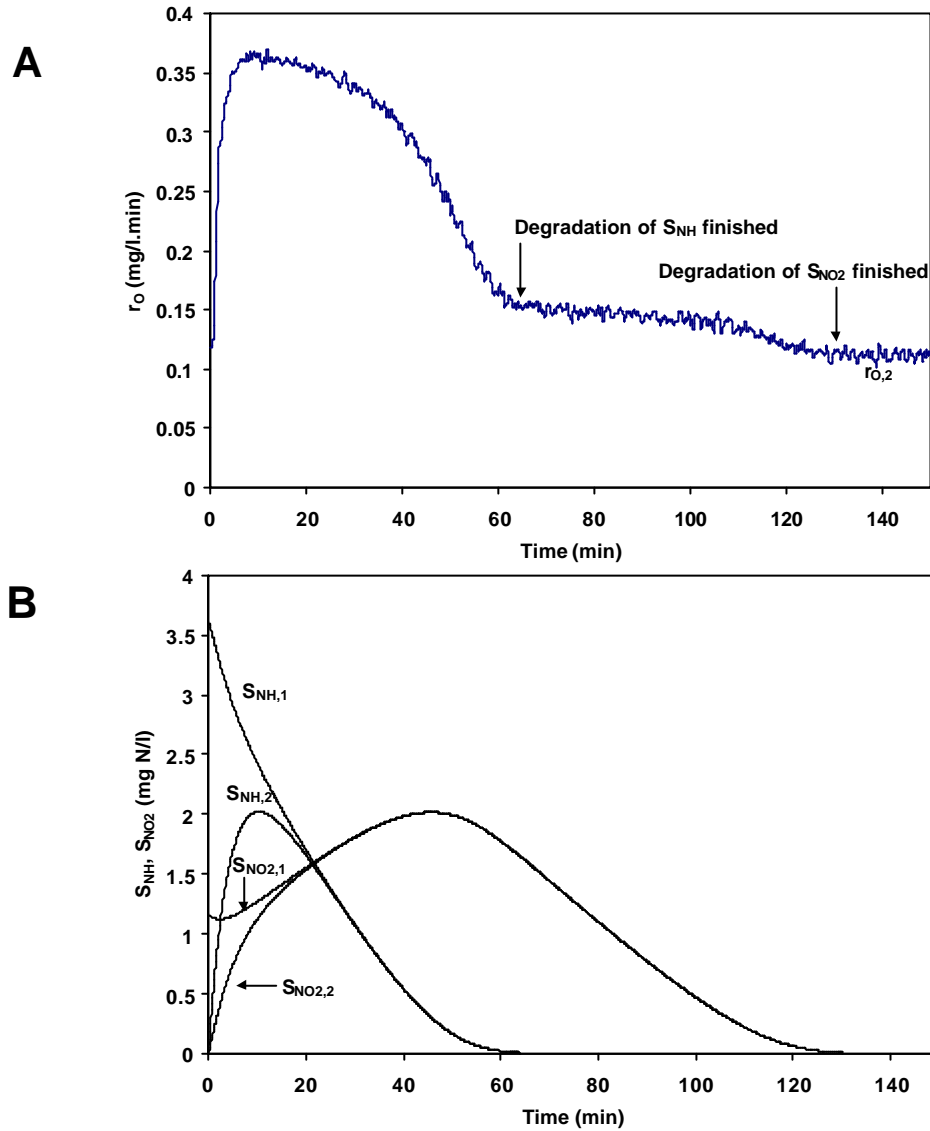 A
0.4
0.35
0.3
0.25
0.2
0.15
0.1
0.05
0
rO (mg/l.min)
Degradation of SNH finished
Degradation of SNO2 finished
rO,2
0 20 40 60 80 100 120 140
Time (min)
B
4
3.5
3
2.5
2
1.5
1
0.5
0
SNH, SNO2 (mg N/l)
SNH,1
SNH,2
SNO2,1
SNO2,2
0 20 40 60 80 100 120 140
Time (min)